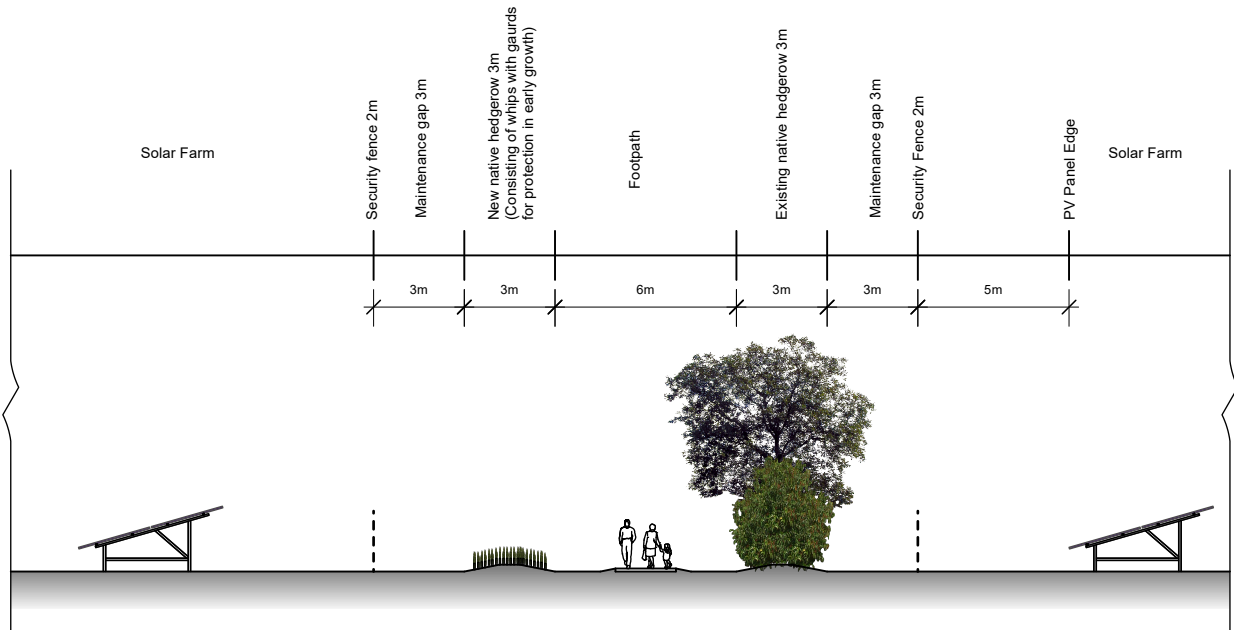 Solar Farm
Security fence 2m
Maintenance gap 3m
New native hedgerow 3m
(Consisting of whips with gaurds
for protection in early growth)
Footpath
Existing native hedgerow 3m
Maintenance gap 3m
Security Fence 2m
PV Panel Edge
Solar Farm
3m
3m
6m
3m
3m
5m